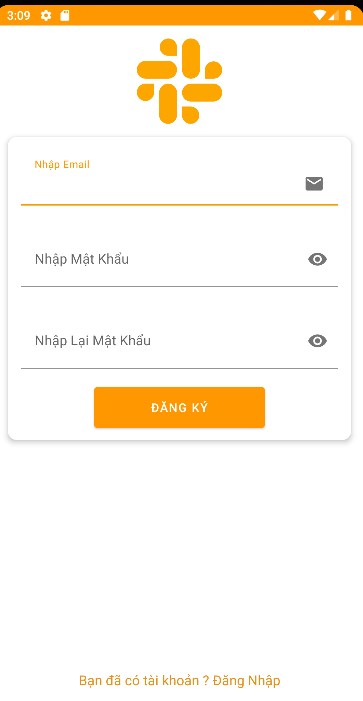 3:09
Nhập Email
Nhập Mật Khẩu
Nhập Lại Mật Khẩu
ĐĂNG KÝ
Bạn đã có tài khoản ? Đăng Nhập